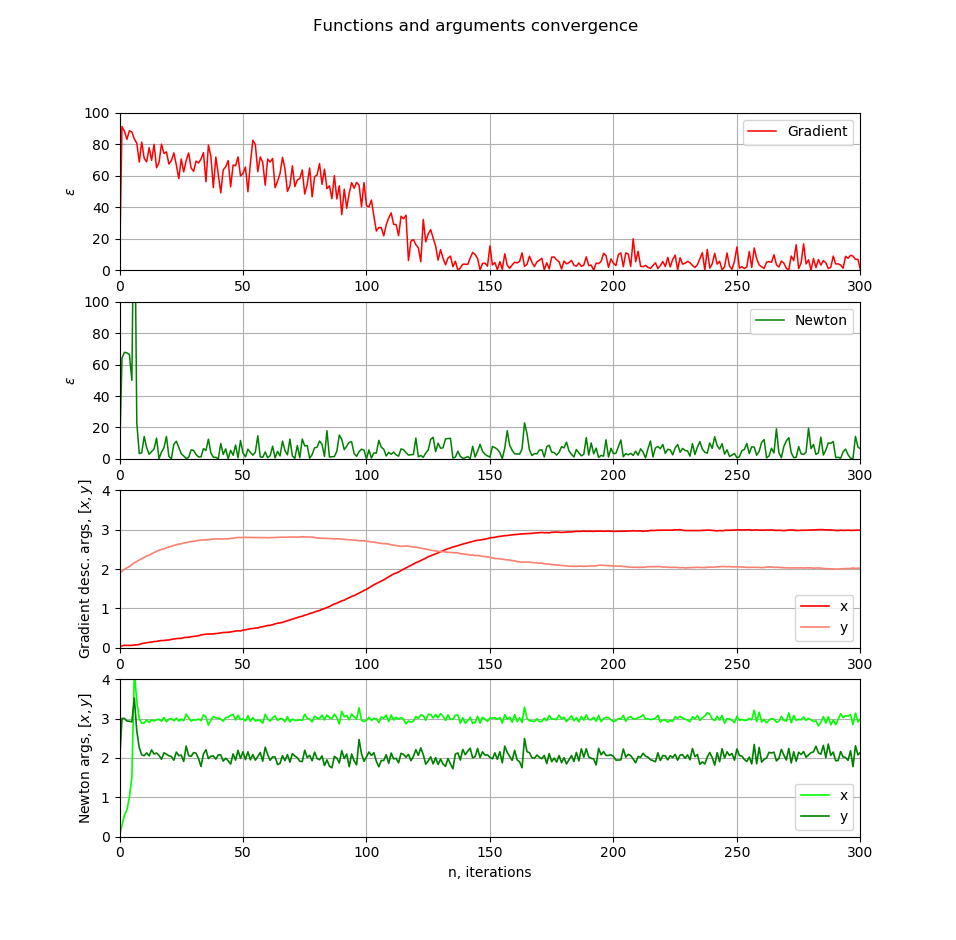 Functions and arguments convergence
100
80
60
40
20
0
ε
Gradient
0 50 100 150 200 250 300
100
80
60
40
20
0
ε
Newton
0 50 100 150 200 250 300
4
3
2
1
0
Gradient desc. args, [x, y]
x
y
0 50 100 150 200 250 300
4
3
2
1
0
Newton args, [x, y]
x
y
0 50 100 150 200 250 300
n, iterations